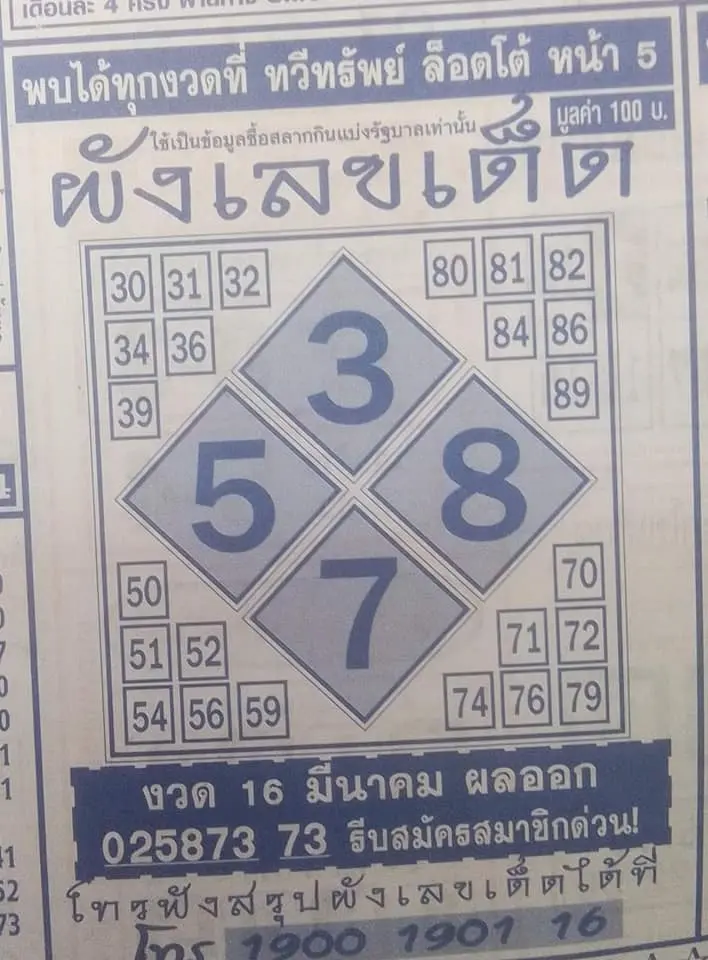 เดือนละ 4 ครั้ง
พบได้ทุกงวดที่ ทวีทรัพย์ ล็อตโต้ หน้า 5
ใช้เป็นข้อมูลซื้อสลากกินแบ่งรัฐบาลเท่านั้น
มูลค่า 100 บ.
ผังเลขเด็ด
30 31 32
80 81 82
34 36
84 86
39
89
3
5 8
7
50
70
51 52
71 72
54 56 59
74 76 79
งวด 16 มีนาคม ผลออก
025873 73 รีบสมัครสมาชิกด่วน!
โทรฟังสรุปผังเลขเด็ดได้ที่
โทร 1900 1901 16